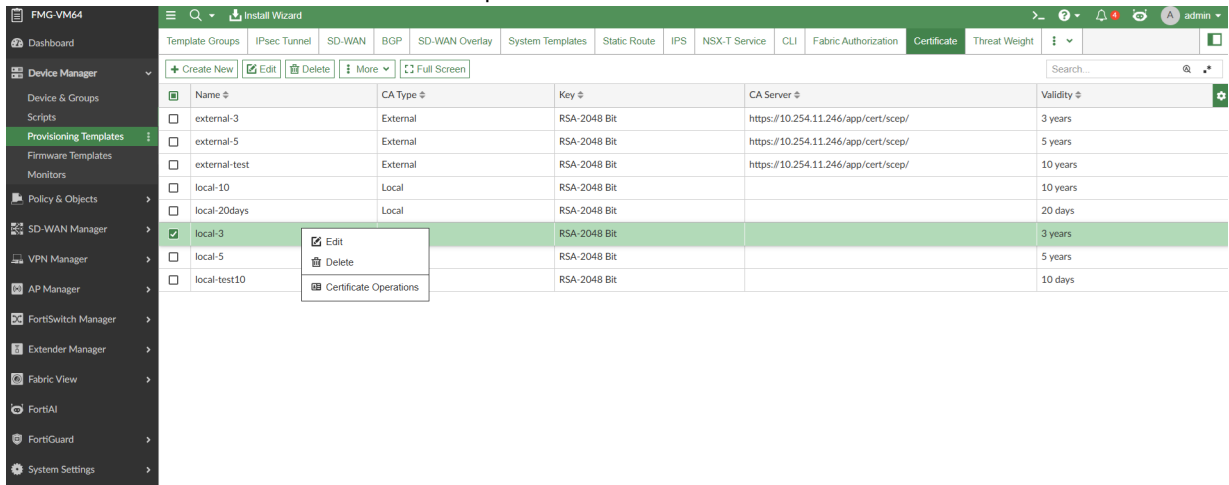 FMG-VM64
Install Wizard
admin
Dashboard
Template Groups IPsec Tunnel SD-WAN BGP SD-WAN Overlay System Templates Static Route IPS NSX-T Service CLI Fabric Authorization Certificate Threat Weight
Device Manager
+ Create New Edit Delete More Full Screen Search...
Device & Groups
Name CA Type Key CA Server Validity
Scripts
external-3 External RSA-2048 Bit https://10.254.11.246/app/cert/scep/ 3 years
Provisioning Templates
external-5 External RSA-2048 Bit https://10.254.11.246/app/cert/scep/ 5 years
Firmware Templates
external-test External RSA-2048 Bit https://10.254.11.246/app/cert/scep/ 10 years
Monitors
local-10 Local RSA-2048 Bit 10 years
Policy & Objects
local-20days Local RSA-2048 Bit 20 days
SD-WAN Manager
local-3 RSA-2048 Bit 3 years
Edit
VPN Manager
local-5 RSA-2048 Bit 5 years
Delete
local-test10 RSA-2048 Bit 10 days
Certificate Operations
AP Manager
FortiSwitch Manager
Extender Manager
Fabric View
FortiAI
FortiGuard
System Settings
4
A